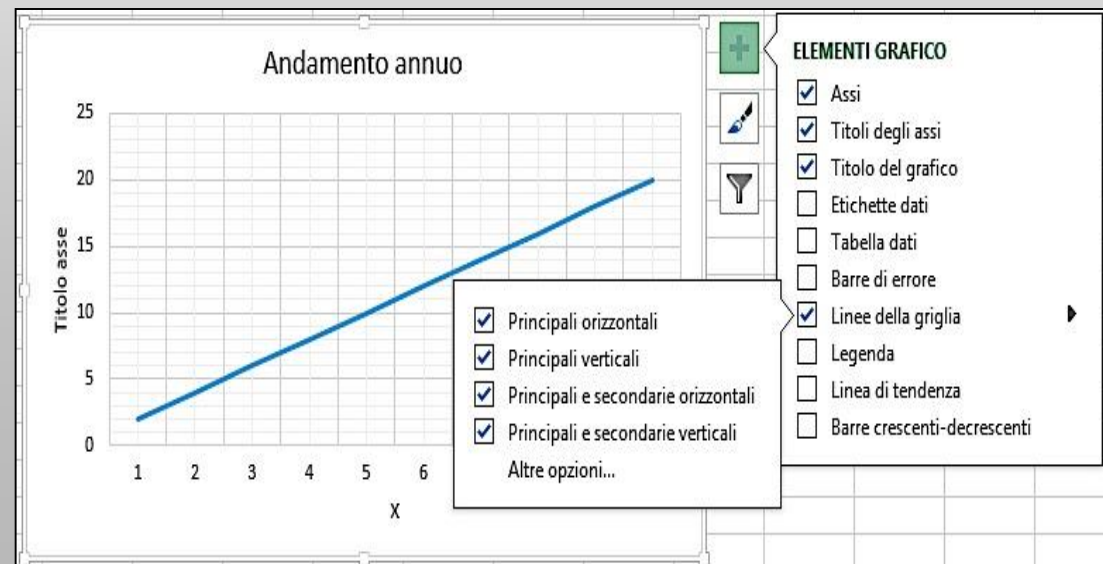 Andamento annuo
25
20
15
10
5
0
Titolo asse
1 2 3 4 5 6
X
ELEMENTI GRAFICO
Assi
Titoli degli assi
Titolo del grafico
Etichette dati
Tabella dati
Barre di errore
Linee della griglia
Legenda
Linea di tendenza
Barre crescenti-decrescenti
Principali orizzontali
Principali verticali
Principali e secondarie orizzontali
Principali e secondarie verticali
Altre opzioni...